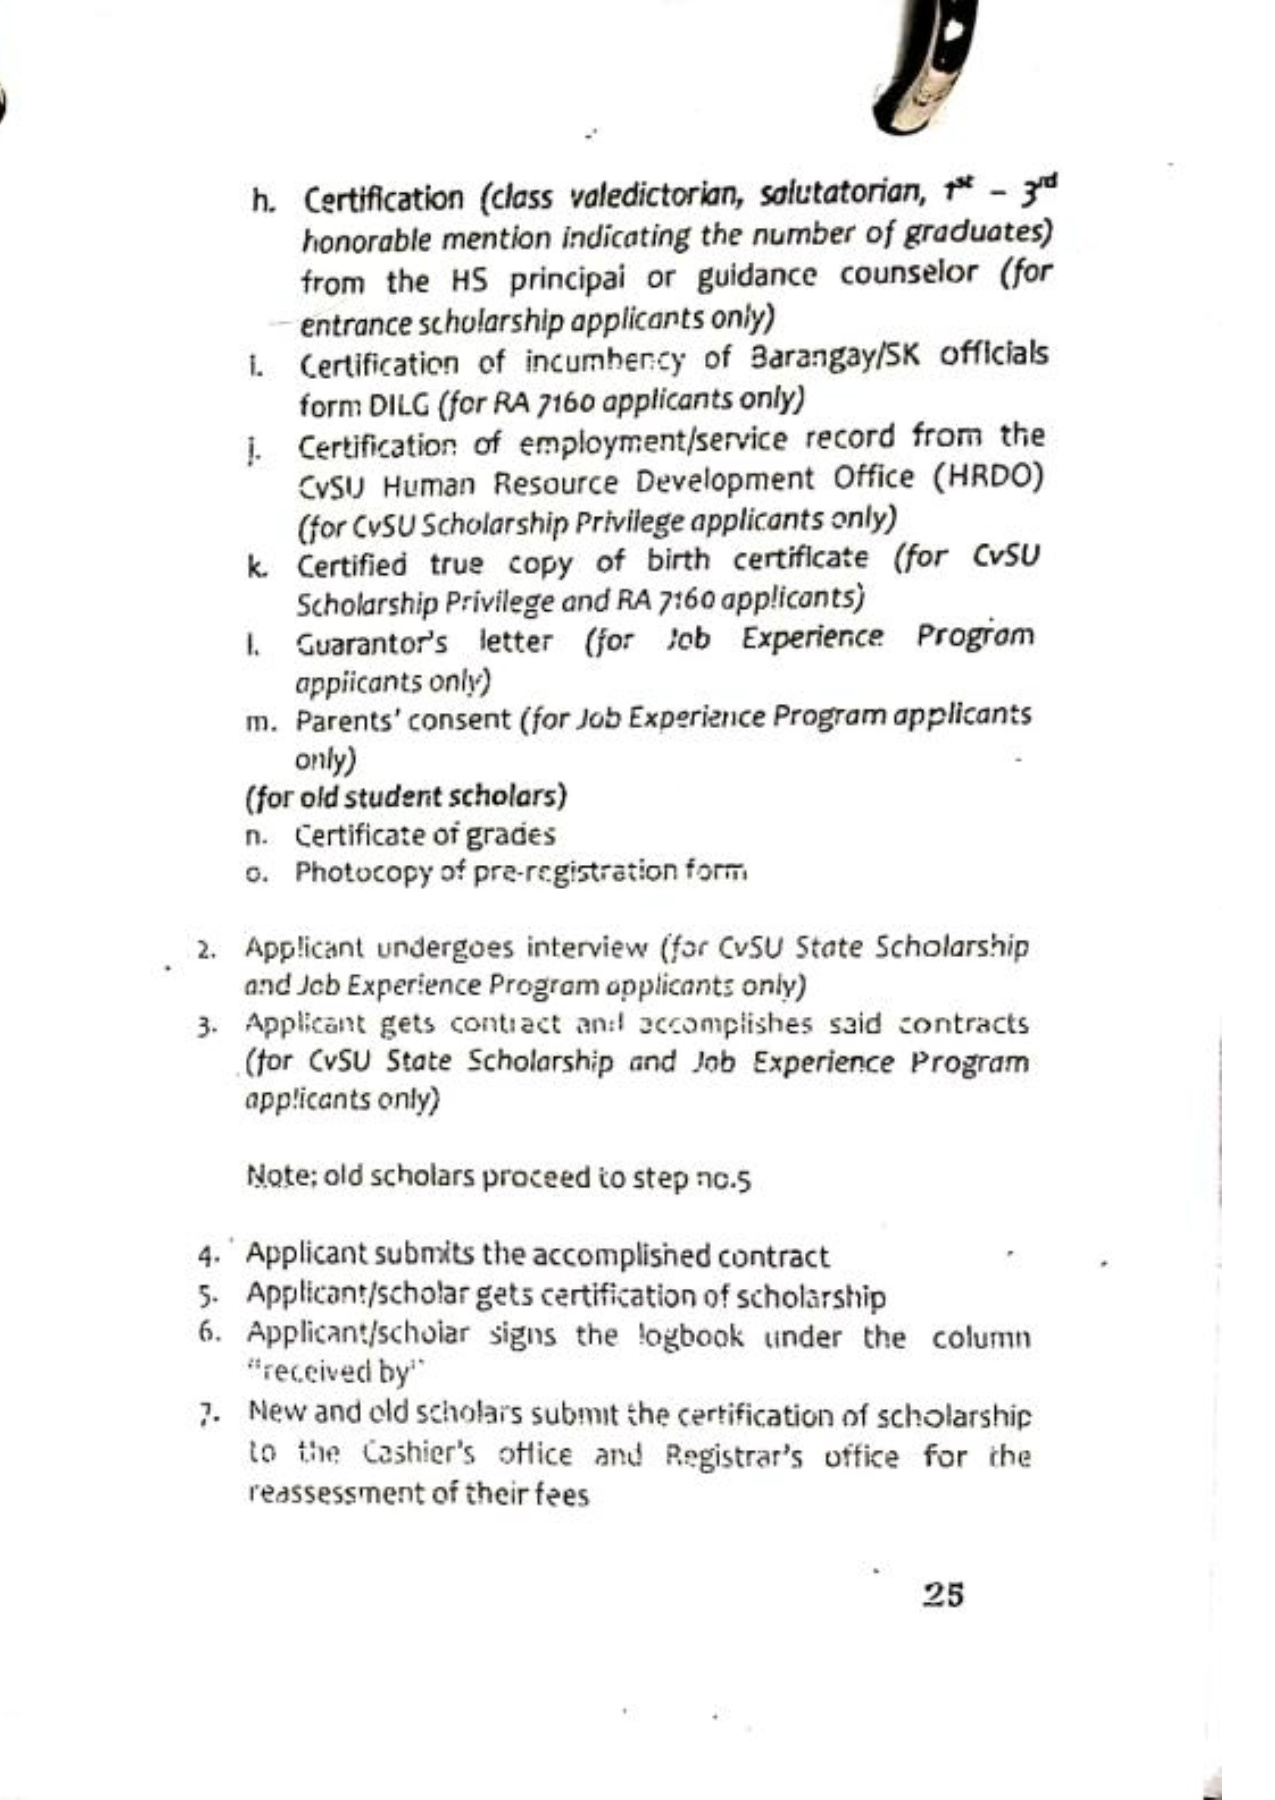 h. Certification (class valedictorian, salutatorian, 1st – 3rd
honorable mention indicating the number of graduates)
from the HS principal or guidance counselor (for
entrance scholarship applicants only)
i. Certification of incumbency of Barangay/SK officials
form DILG (for RA 7160 applicants only)
j. Certification of employment/service record from the
CvSU Human Resource Development Office (HRDO)
(for CvSU Scholarship Privilege applicants only)
k. Certified true copy of birth certificate (for CvSU
Scholarship Privilege and RA 7160 applicants)
l. Guarantor's letter (for Job Experience Program
applicants only)
m. Parents' consent (for Job Experience Program applicants
only)
(for old student scholars)
n. Certificate of grades
o. Photocopy of pre-registration form
2. Applicant undergoes interview (for CvSU State Scholarship
and Job Experience Program applicants only)
3. Applicant gets contract and accomplishes said contracts
(for CvSU State Scholarship and Job Experience Program
applicants only)
Note: old scholars proceed to step no.5
4. Applicant submits the accomplished contract
5. Applicant/scholar gets certification of scholarship
6. Applicant/scholar signs the logbook under the column
"received by"
7. New and old scholars submit the certification of scholarship
to the Cashier's office and Registrar's office for the
reassessment of their fees
25